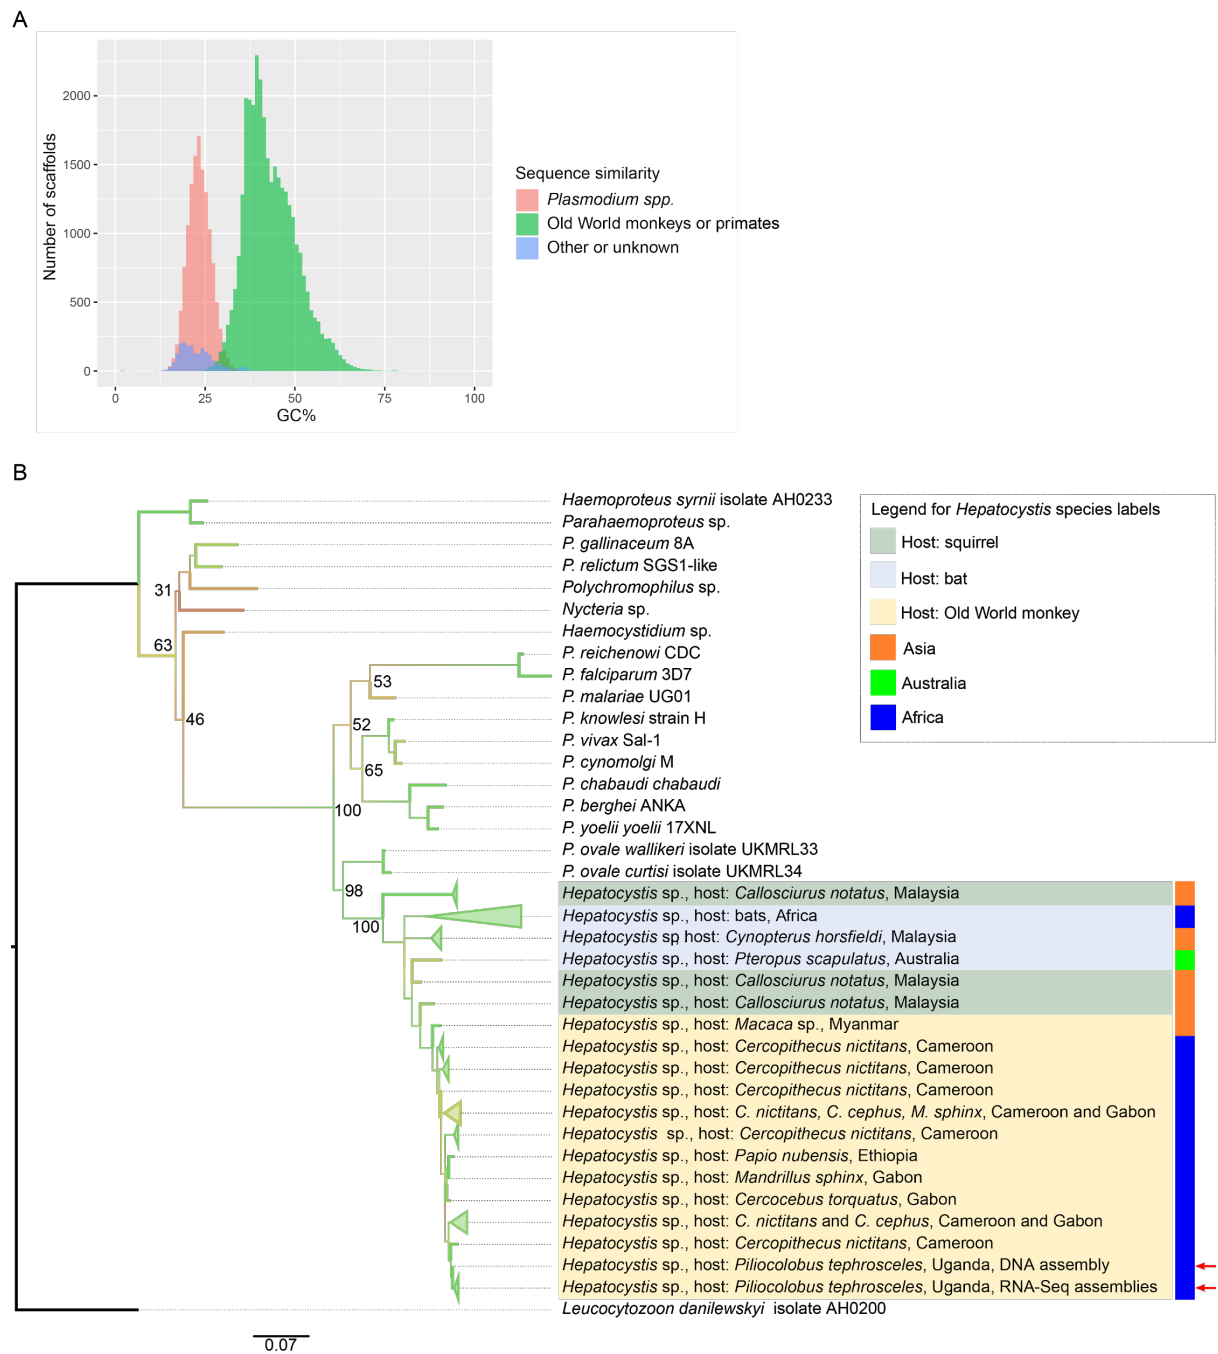 A
Number of scaffolds
2000
1500
1000
500
0
0
25
50
75
100
GC%
Sequence similarity
Plasmodium spp.
Old World monkeys or primates
Other or unknown
B
Haemoproteus syrnii isolate AH0233
Parahaemoproteus sp.
P. gallinaceum 8A
P. relictum SGS1-like
Polychromophilus sp.
Nycteria sp.
Haemocystidium sp.
P. reichenowi CDC
P. falciparum 3D7
P. malariae UG01
P. knowlesi strain H
P. vivax Sal-1
P. cynomolgi M
P. chabaudi chabaudi
P. berghei ANKA
P. yoelii yoelii 17XNL
P. ovale wallikeri isolate UKMRL33
P. ovale curtisi isolate UKMRL34
Hepatocystis sp., host: Callosciurus notatus, Malaysia
Hepatocystis sp., host: bats, Africa
Hepatocystis sp, host: Cynopterus horsfieldi, Malaysia
Hepatocystis sp., host: Pteropus scapulatus, Australia
Hepatocystis sp., host: Callosciurus notatus, Malaysia
Hepatocystis sp., host: Callosciurus notatus, Malaysia
Hepatocystis sp., host: Macaca sp., Myanmar
Hepatocystis sp., host: Cercopithecus nictitans, Cameroon
Hepatocystis sp., host: Cercopithecus nictitans, Cameroon
Hepatocystis sp., host: Cercopithecus nictitans, Cameroon
Hepatocystis sp., host: C. nictitans, C. cephus, M. sphinx, Cameroon and Gabon
Hepatocystis sp., host: Cercopithecus nictitans, Cameroon
Hepatocystis sp., host: Papio nubensis, Ethiopia
Hepatocystis sp., host: Mandrillus sphinx, Gabon
Hepatocystis sp., host: Cercocebus torquatus, Gabon
Hepatocystis sp., host: C. nictitans and C. cephus, Cameroon and Gabon
Hepatocystis sp., host: Cercopithecus nictitans, Cameroon
Hepatocystis sp., host: Piliocolobus tephrosceles, Uganda, DNA assembly
Hepatocystis sp., host: Piliocolobus tephrosceles, Uganda, RNA-Seq assemblies
Leucocytozoon danilewskyi isolate AH0200
31
63
46
53
52
65
100
98
100
0.07
Legend for Hepatocystis species labels
Host: squirrel
Host: bat
Host: Old World monkey
Asia
Australia
Africa